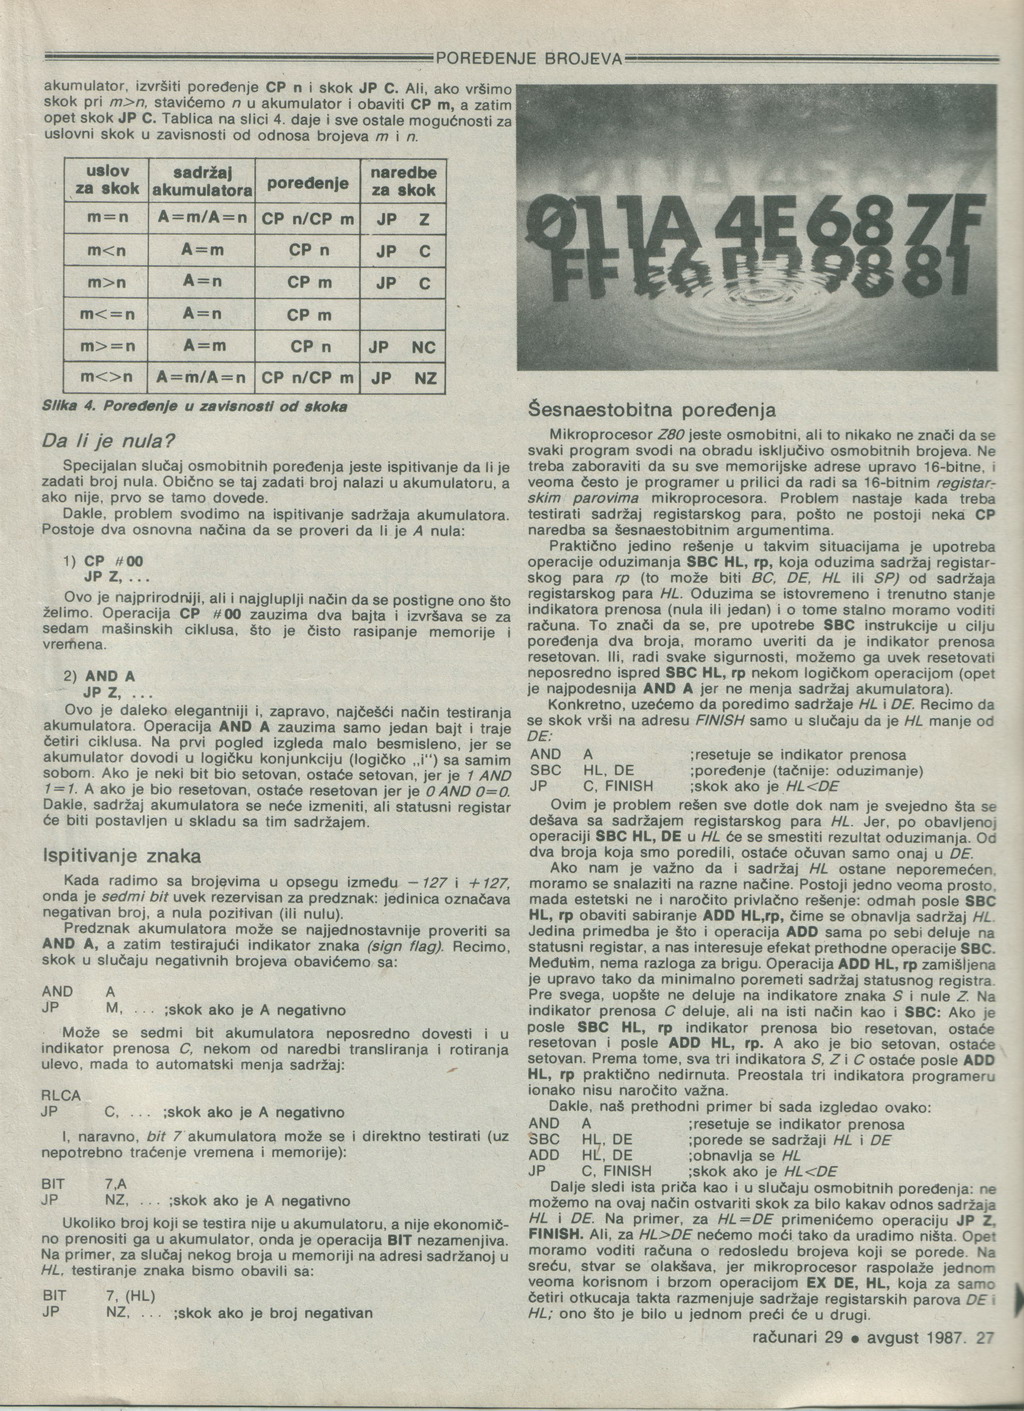 POREĐENJE BROJEVA
akumulator, izvršiti poređenje CP n i skok JP C. Ali, ako vršimo
skok pri m>n, stavićemo n u akumulator i obaviti CP m, a zatim
opet skok JP C. Tablica na slici 4. daje i sve ostale mogućnosti za
uslovni skok u zavisnosti od odnosa brojeva m i n.
uslov za skok | sadržaj akumulatora | poređenje | naredbe za skok
m=n A=m/A=n CP n/CP m JP Z
m<n A=m CP n JP C
m>n A=n CP m JP C
m<=n A=n CP m
m>=n A=m CP n JP NC
m<>n A=m/A=n CP n/CP m JP NZ
Slika 4. Poređenje u zavisnosti od skoka
Da li je nula?
Specijalan slučaj osmobitnih poređenja jeste ispitivanje da li je
zadati broj nula. Obično se taj zadati broj nalazi u akumulatoru, a
ako nije, prvo se tamo dovede.
Dakle, problem svodimo na ispitivanje sadržaja akumulatora.
Postoje dva osnovna načina da se proveri da li je A nula:
1) CP #00
JP Z, ...
Ovo je najprirodniji, ali i najgluplji način da se postigne ono što
želimo. Operacija CP #00 zauzima dva bajta i izvršava se za
sedam mašinskih ciklusa, što je čisto rasipanje memorije i
vremena.
2) AND A
JP Z, ...
Ovo je daleko elegantniji i, zapravo, najčešći način testiranja
akumulatora. Operacija AND A zauzima samo jedan bajt i traje
četiri ciklusa. Na prvi pogled izgleda malo besmisleno, jer se
akumulator dovodi u logičku konjunkciju (logičko „i") sa samim
sobom. Ako je neki bit bio setovan, ostaće setovan, jer je 1 AND
1=1. A ako je bio resetovan, ostaće resetovan jer je 0 AND 0=0.
Dakle, sadržaj akumulatora se neće izmeniti, ali statusni registar
će biti postavljen u skladu sa tim sadržajem.
Ispitivanje znaka
Kada radimo sa brojevima u opsegu između −127 i +127,
onda je sedmi bit uvek rezervisan za predznak: jedinica označava
negativan broj, a nula pozitivan (ili nulu).
Predznak akumulatora može se najjednostavnije proveriti sa
AND A, a zatim testirajući indikator znaka (sign flag). Recimo,
skok u slučaju negativnih brojeva obavićemo sa:
AND A
JP M, ... ;skok ako je A negativno
Može se sedmi bit akumulatora neposredno dovesti i u
indikator prenosa C, nekom od naredbi transliranja i rotiranja
ulevo, mada to automatski menja sadržaj:
RLCA
JP C, ... ;skok ako je A negativno
I, naravno, bit 7 akumulatora može se i direktno testirati (uz
nepotrebno traćenje vremena i memorije):
BIT 7,A
JP NZ, ... ;skok ako je A negativno
Ukoliko broj koji se testira nije u akumulatoru, a nije ekonomič-
no prenositi ga u akumulator, onda je operacija BIT nezamenjiva.
Na primer, za slučaj nekog broja u memoriji na adresi sadržanoj u
HL, testiranje znaka bismo obavili sa:
BIT 7, (HL)
JP NZ, ... ;skok ako je broj negativan
011A 4E 68 7F
FF E6 98 81
Šesnaestobitna poređenja
Mikroprocesor Z80 jeste osmobitni, ali to nikako ne znači da se
svaki program svodi na obradu isključivo osmobitnih brojeva. Ne
treba zaboraviti da su sve memorijske adrese upravo 16-bitne, i
veoma često je programer u prilici da radi sa 16-bitnim registar-
skim parovima mikroprocesora. Problem nastaje kada treba
testirati sadržaj registarskog para, pošto ne postoji neka CP
naredba sa šesnaestobitnim argumentima.
Praktično jedino rešenje u takvim situacijama je upotreba
operacije oduzimanja SBC HL, rp, koja oduzima sadržaj registar-
skog para rp (to može biti BC, DE, HL ili SP) od sadržaja
registarskog para HL. Oduzima se istovremeno i trenutno stanje
indikatora prenosa (nula ili jedan) i o tome stalno moramo voditi
računa. To znači da se, pre upotrebe SBC instrukcije u cilju
poređenja dva broja, moramo uveriti da je indikator prenosa
resetovan. Ili, radi svake sigurnosti, možemo ga uvek resetovati
neposredno ispred SBC HL, rp nekom logičkom operacijom (opet
je najpodesnija AND A jer ne menja sadržaj akumulatora).
Konkretno, uzećemo da poredimo sadržaje HL i DE. Recimo da
se skok vrši na adresu FINISH samo u slučaju da je HL manje od
DE:
AND A ;resetuje se indikator prenosa
SBC HL, DE ;poređenje (tačnije: oduzimanje)
JP C, FINISH ;skok ako je HL<DE
Ovim je problem rešen sve dotle dok nam je svejedno šta se
dešava sa sadržajem registarskog para HL. Jer, po obavljenoj
operaciji SBC HL, DE u HL će se smestiti rezultat oduzimanja. Od
dva broja koja smo poredili, ostaće očuvan samo onaj u DE.
Ako nam je važno da i sadržaj HL ostane neporemećen,
moramo se snalaziti na razne načine. Postoji jedno veoma prosto,
mada estetski ne i naročito privlačno rešenje: odmah posle SBC
HL, rp obaviti sabiranje ADD HL,rp, čime se obnavlja sadržaj HL.
Jedina primedba je što i operacija ADD sama po sebi deluje na
statusni registar, a nas interesuje efekat prethodne operacije SBC.
Međutim, nema razloga za brigu. Operacija ADD HL, rp zamišljena
je upravo tako da minimalno poremeti sadržaj statusnog registra.
Pre svega, uopšte ne deluje na indikatore znaka S i nule Z. Na
indikator prenosa C deluje, ali na isti način kao i SBC: Ako je
posle SBC HL, rp indikator prenosa bio resetovan, ostaće
resetovan i posle ADD HL, rp. A ako je bio setovan, ostaće
setovan. Prema tome, sva tri indikatora S, Z i C ostaće posle ADD
HL, rp praktično nedirnuta. Preostala tri indikatora programeru
ionako nisu naročito važna.
Dakle, naš prethodni primer bi sada izgledao ovako:
AND A ;resetuje se indikator prenosa
SBC HL, DE ;porede se sadržaji HL i DE
ADD HL, DE ;obnavlja se HL
JP C, FINISH ;skok ako je HL<DE
Dalje sledi ista priča kao i u slučaju osmobitnih poređenja: ne
možemo na ovaj način ostvariti skok za bilo kakav odnos sadržaja
HL i DE. Na primer, za HL=DE primenićemo operaciju JP Z,
FINISH. Ali, za HL>DE nećemo moći tako da uradimo ništa. Opet
moramo voditi računa o redosledu brojeva koji se porede. Na
sreću, stvar se olakšava, jer mikroprocesor raspolaže jednom
veoma korisnom i brzom operacijom EX DE, HL, koja za samo
četiri otkucaja takta razmenjuje sadržaje registarskih parova DE i
HL; ono što je bilo u jednom preći će u drugi.
računari 29 • avgust 1987. 27